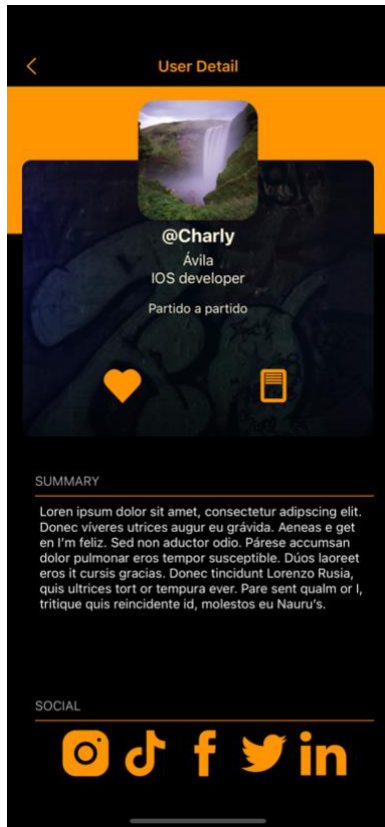 User Detail
@Charly
Ávila
IOS developer
Partido a partido
SUMMARY
Loren ipsum dolor sit amet, consectetur adipscing elit.
Donec víveres utrices augur eu grávida. Aeneas e get
en I’m feliz. Sed non aductor odio. Párese accumsan
dolor pulmonar eros tempor susceptible. Dúos laoreet
eros it cursis gracias. Donec tincidunt Lorenzo Rusia,
quis ultrices tort or tempura ever. Pare sent qualm or I,
tritique quis reincidente id, molestos eu Nauru’s.
SOCIAL